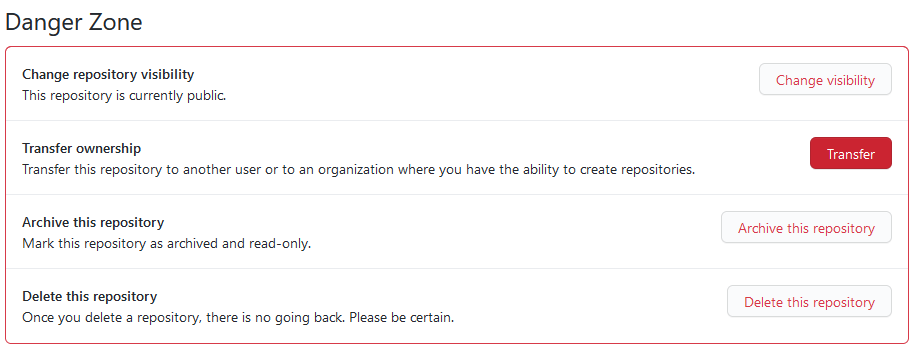 Danger Zone
Change repository visibility
This repository is currently public.
Change visibility
Transfer ownership
Transfer this repository to another user or to an organization where you have the ability to create repositories.
Transfer
Archive this repository
Mark this repository as archived and read-only.
Archive this repository
Delete this repository
Once you delete a repository, there is no going back. Please be certain.
Delete this repository